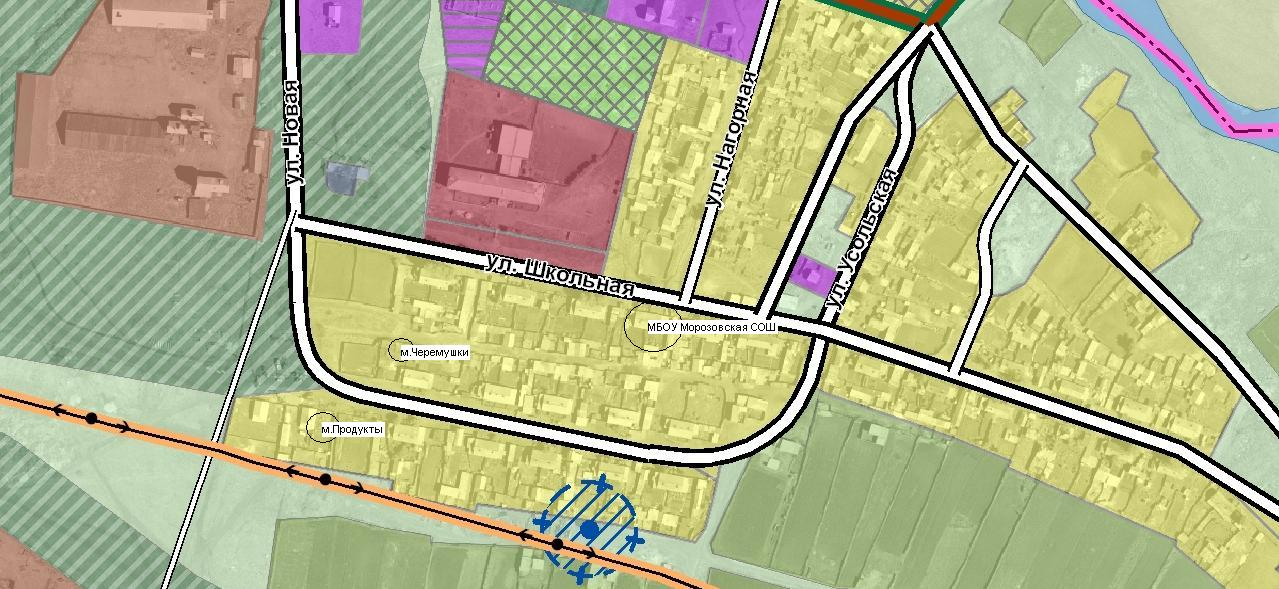 ул. Новая
ул. Нагорная
ул. Усольская
ул. Школьная
МБОУ Морозовская СОШ
м.Черемушки
м.Продукты